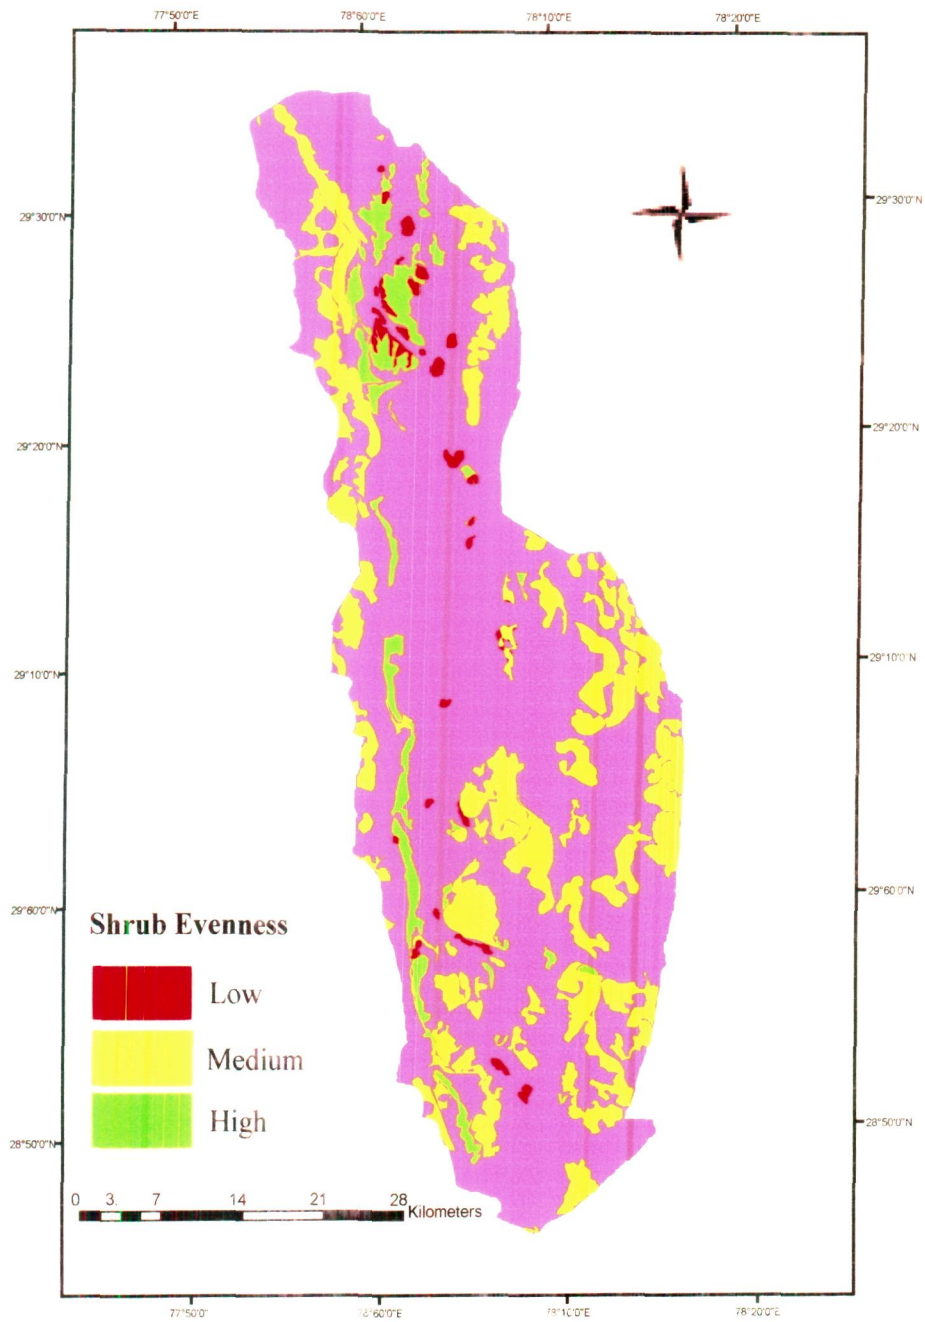 77°50'0"E 78°60'0"E 78°10'0"E 78°20'0"E
29°30'0"N 29°30'0"N
29°20'0"N 29°20'0"N
29°10'0"N 29°10'0"N
29°60'0"N 29°60'0"N
Shrub Evenness
Low
Medium
High
28°50'0"N 28°50'0"N
0 3. 7 14 21 28
Kilometers
77°50'0" 78°60'0"E 78°10'0"E 78°20'0"E